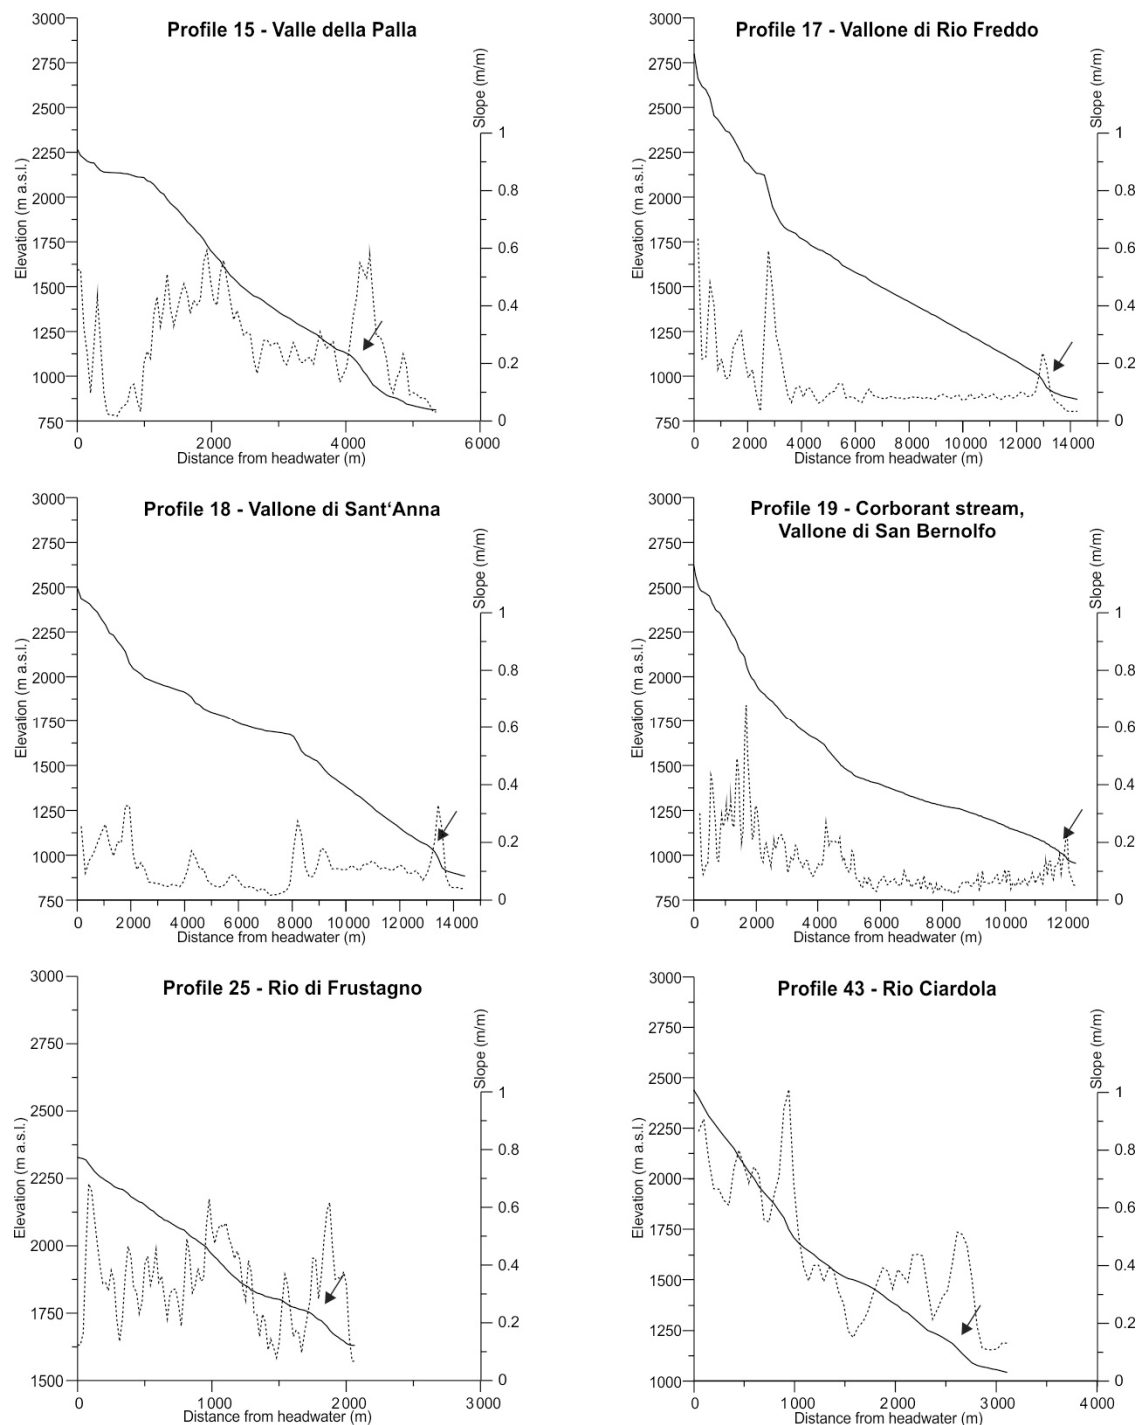 Profile 15 - Valle della Palla
Elevation (m a.s.l.)
3000
2750
2500
2250
2000
1750
1500
1250
1000
750
Slope (m/m)
1
0.8
0.6
0.4
0.2
0
0 2000 4000 6000
Distance from headwater (m)
Profile 17 - Vallone di Rio Freddo
Elevation (m a.s.l.)
3000
2750
2500
2250
2000
1750
1500
1250
1000
750
Slope (m/m)
1
0.8
0.6
0.4
0.2
0
0 2000 4000 6000 8000 10000 12000 14000
Distance from headwater (m)
Profile 18 - Vallone di Sant‘Anna
Elevation (m a.s.l.)
3000
2750
2500
2250
2000
1750
1500
1250
1000
750
Slope (m/m)
1
0.8
0.6
0.4
0.2
0
0 2000 4000 6000 8000 10000 12000 14000
Distance from headwater (m)
Profile 19 - Corborant stream,
Vallone di San Bernolfo
Elevation (m a.s.l.)
3000
2750
2500
2250
2000
1750
1500
1250
1000
750
Slope (m/m)
1
0.8
0.6
0.4
0.2
0
0 2000 4000 6000 8000 10000 12000
Distance from headwater (m)
Profile 25 - Rio di Frustagno
Elevation (m a.s.l.)
3000
2750
2500
2250
2000
1750
1500
Slope (m/m)
1
0.8
0.6
0.4
0.2
0
0 1000 2000 3000
Distance from headwater (m)
Profile 43 - Rio Ciardola
Elevation (m a.s.l.)
3000
2750
2500
2250
2000
1750
1500
1250
1000
Slope (m/m)
1
0.8
0.6
0.4
0.2
0
0 1000 2000 3000 4000
Distance from headwater (m)